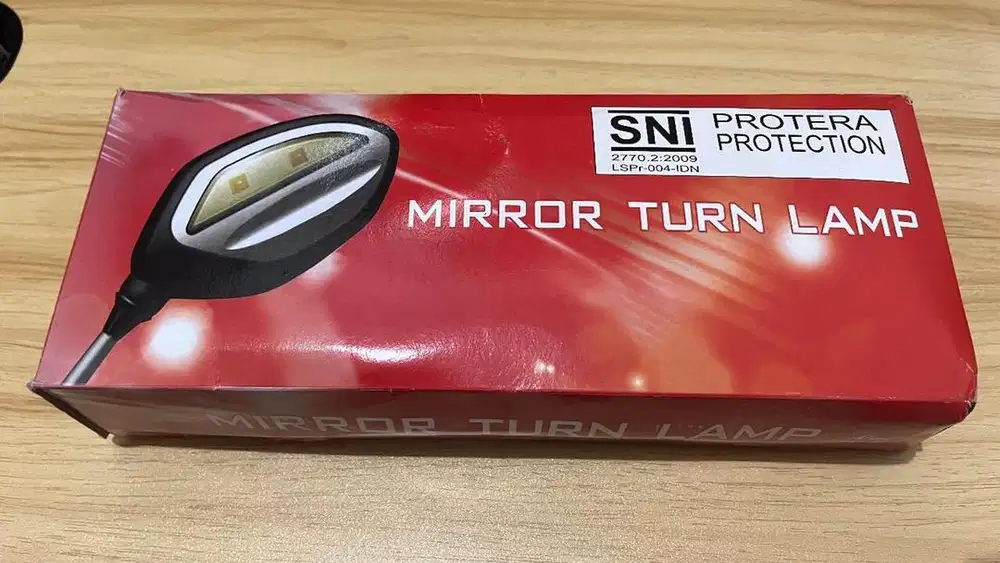 SNI
2770.2:2009
LSPr-004-IDN
PROTERA
PROTECTION
MIRROR TURN LAMP
MIRROR TURN LAMP